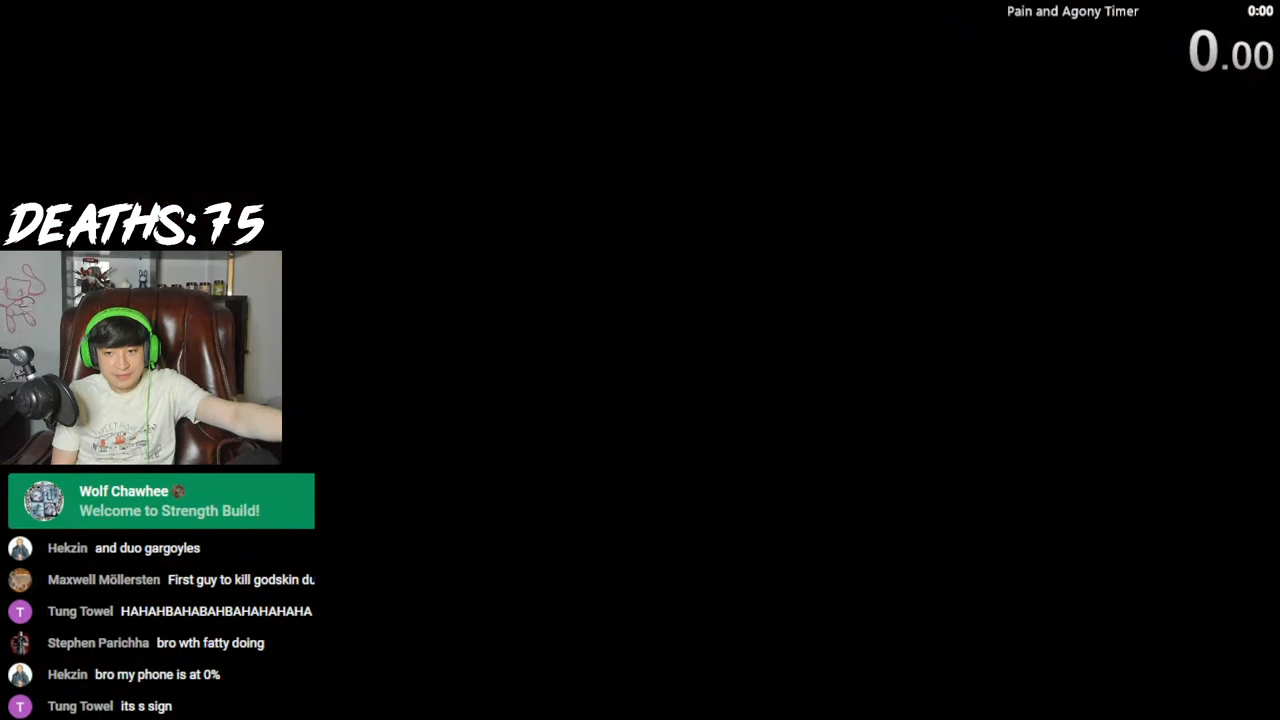 Pain and Agony Timer 0:00
0.00
DEATHS:75
Wolf Chawhee
Welcome to Strength Build!
Hekzin and duo gargoyles
Maxwell Möllersten First guy to kill godskin du
Tung Towel HAHAHBAHABAHBAHAHAHAHA
Stephen Parichha bro wth fatty doing
Hekzin bro my phone is at 0%
T Tung Towel its s sign